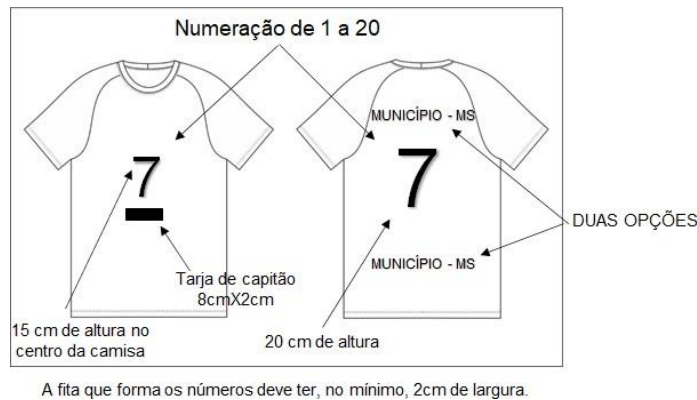 Numeração de 1 a 20
MUNICÍPIO - MS
7
7
DUAS OPÇÕES
MUNICÍPIO - MS
Tarja de capitão
8cmX2cm
15 cm de altura no
centro da camisa
20 cm de altura
A fita que forma os números deve ter, no mínimo, 2cm de largura.